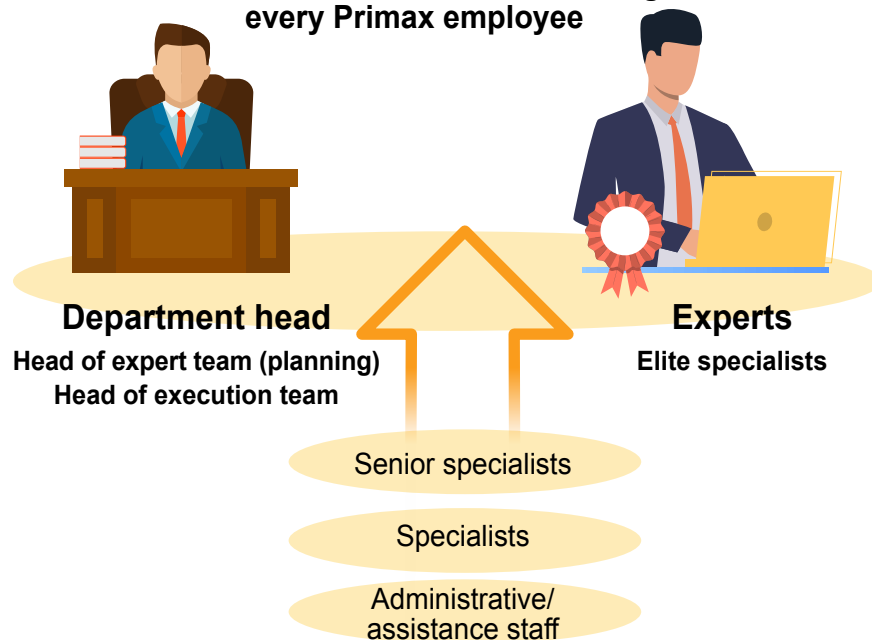 every Primax employee
Department head
Head of expert team (planning)
Head of execution team
Experts
Elite specialists
Senior specialists
Specialists
Administrative/
assistance staff